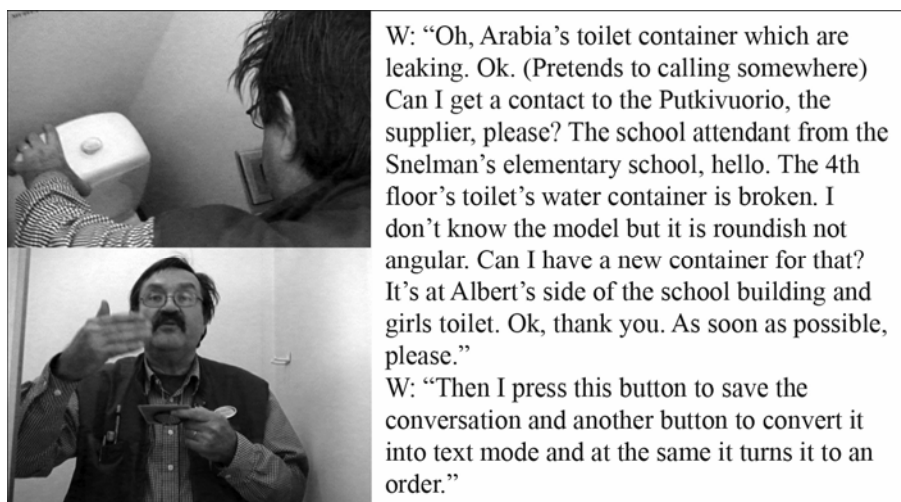 W: “Oh, Arabia’s toilet container which are
leaking. Ok. (Pretends to calling somewhere)
Can I get a contact to the Putkivuorio, the
supplier, please? The school attendant from the
Snelman’s elementary school, hello. The 4th
floor’s toilet’s water container is broken. I
don’t know the model but it is roundish not
angular. Can I have a new container for that?
It’s at Albert’s side of the school building and
girls toilet. Ok, thank you. As soon as possible,
please.”
W: “Then I press this button to save the
conversation and another button to convert it
into text mode and at the same it turns it to an
order.”